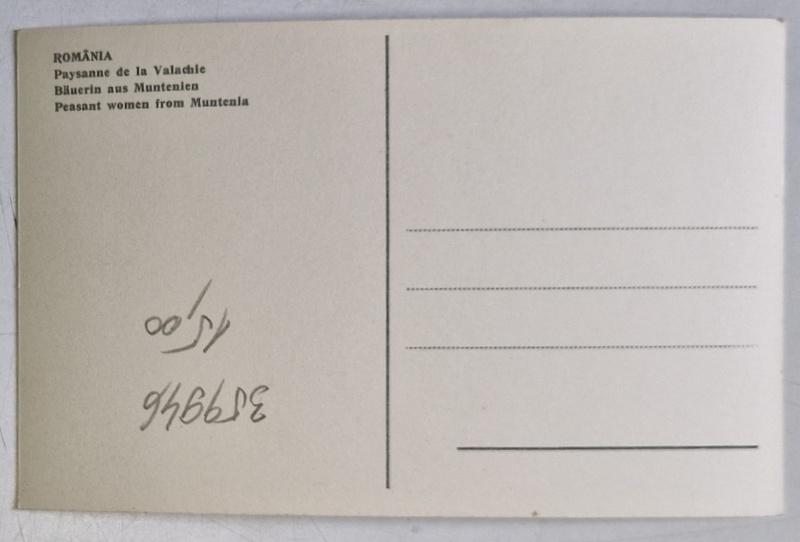 ROMÂNIA
Paysanne de la Valachie
Bäuerin aus Muntenien
Peasant women from Muntenia
359946
15,00